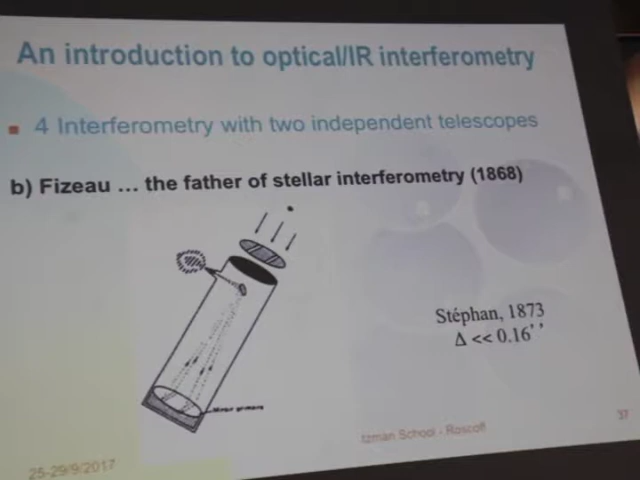 An introduction to optical/IR interferometry
4 Interferometry with two independent telescopes
b) Fizeau ... the father of stellar interferometry (1868)
Stéphan, 1873
Δ << 0.16’’
School - Roscoff
37
25-29/9/2017